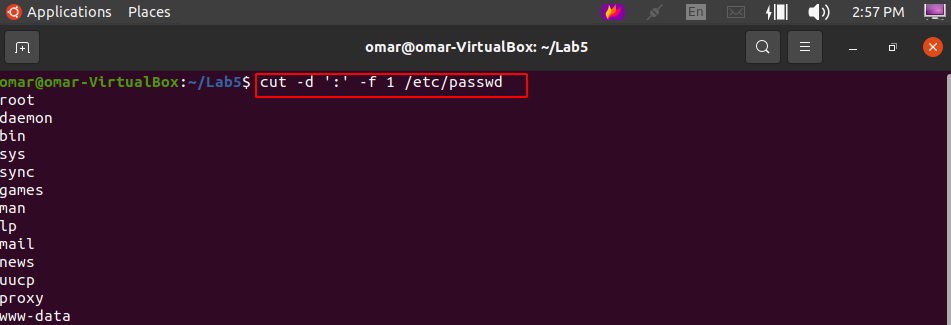 Applications Places En 2:57 PM
omar@omar-VirtualBox: ~/Lab5
omar@omar-VirtualBox:~/Lab5$ cut -d ':' -f 1 /etc/passwd
root
daemon
bin
sys
sync
games
man
lp
mail
news
uucp
proxy
www-data